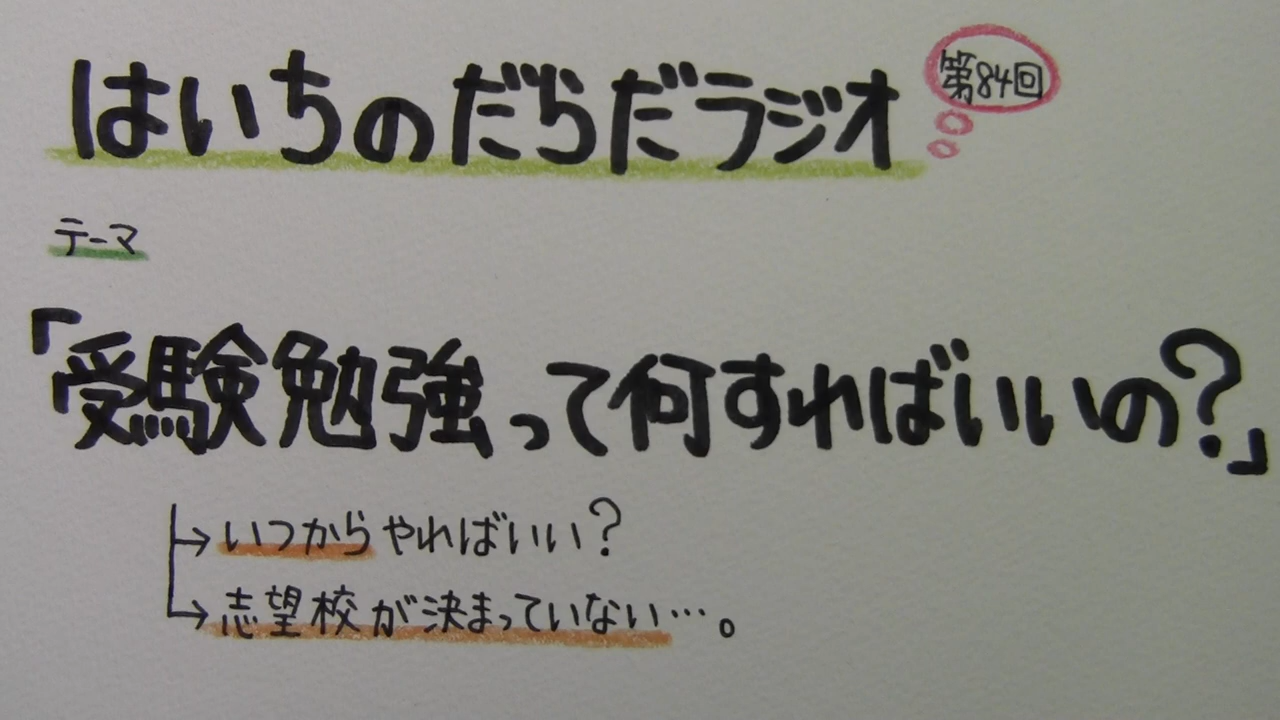 はいちのだらだラジオ
第84回
テーマ
「受験勉強って何すればいいの?」
→いつからやればいい?
→志望校が決まっていない…。